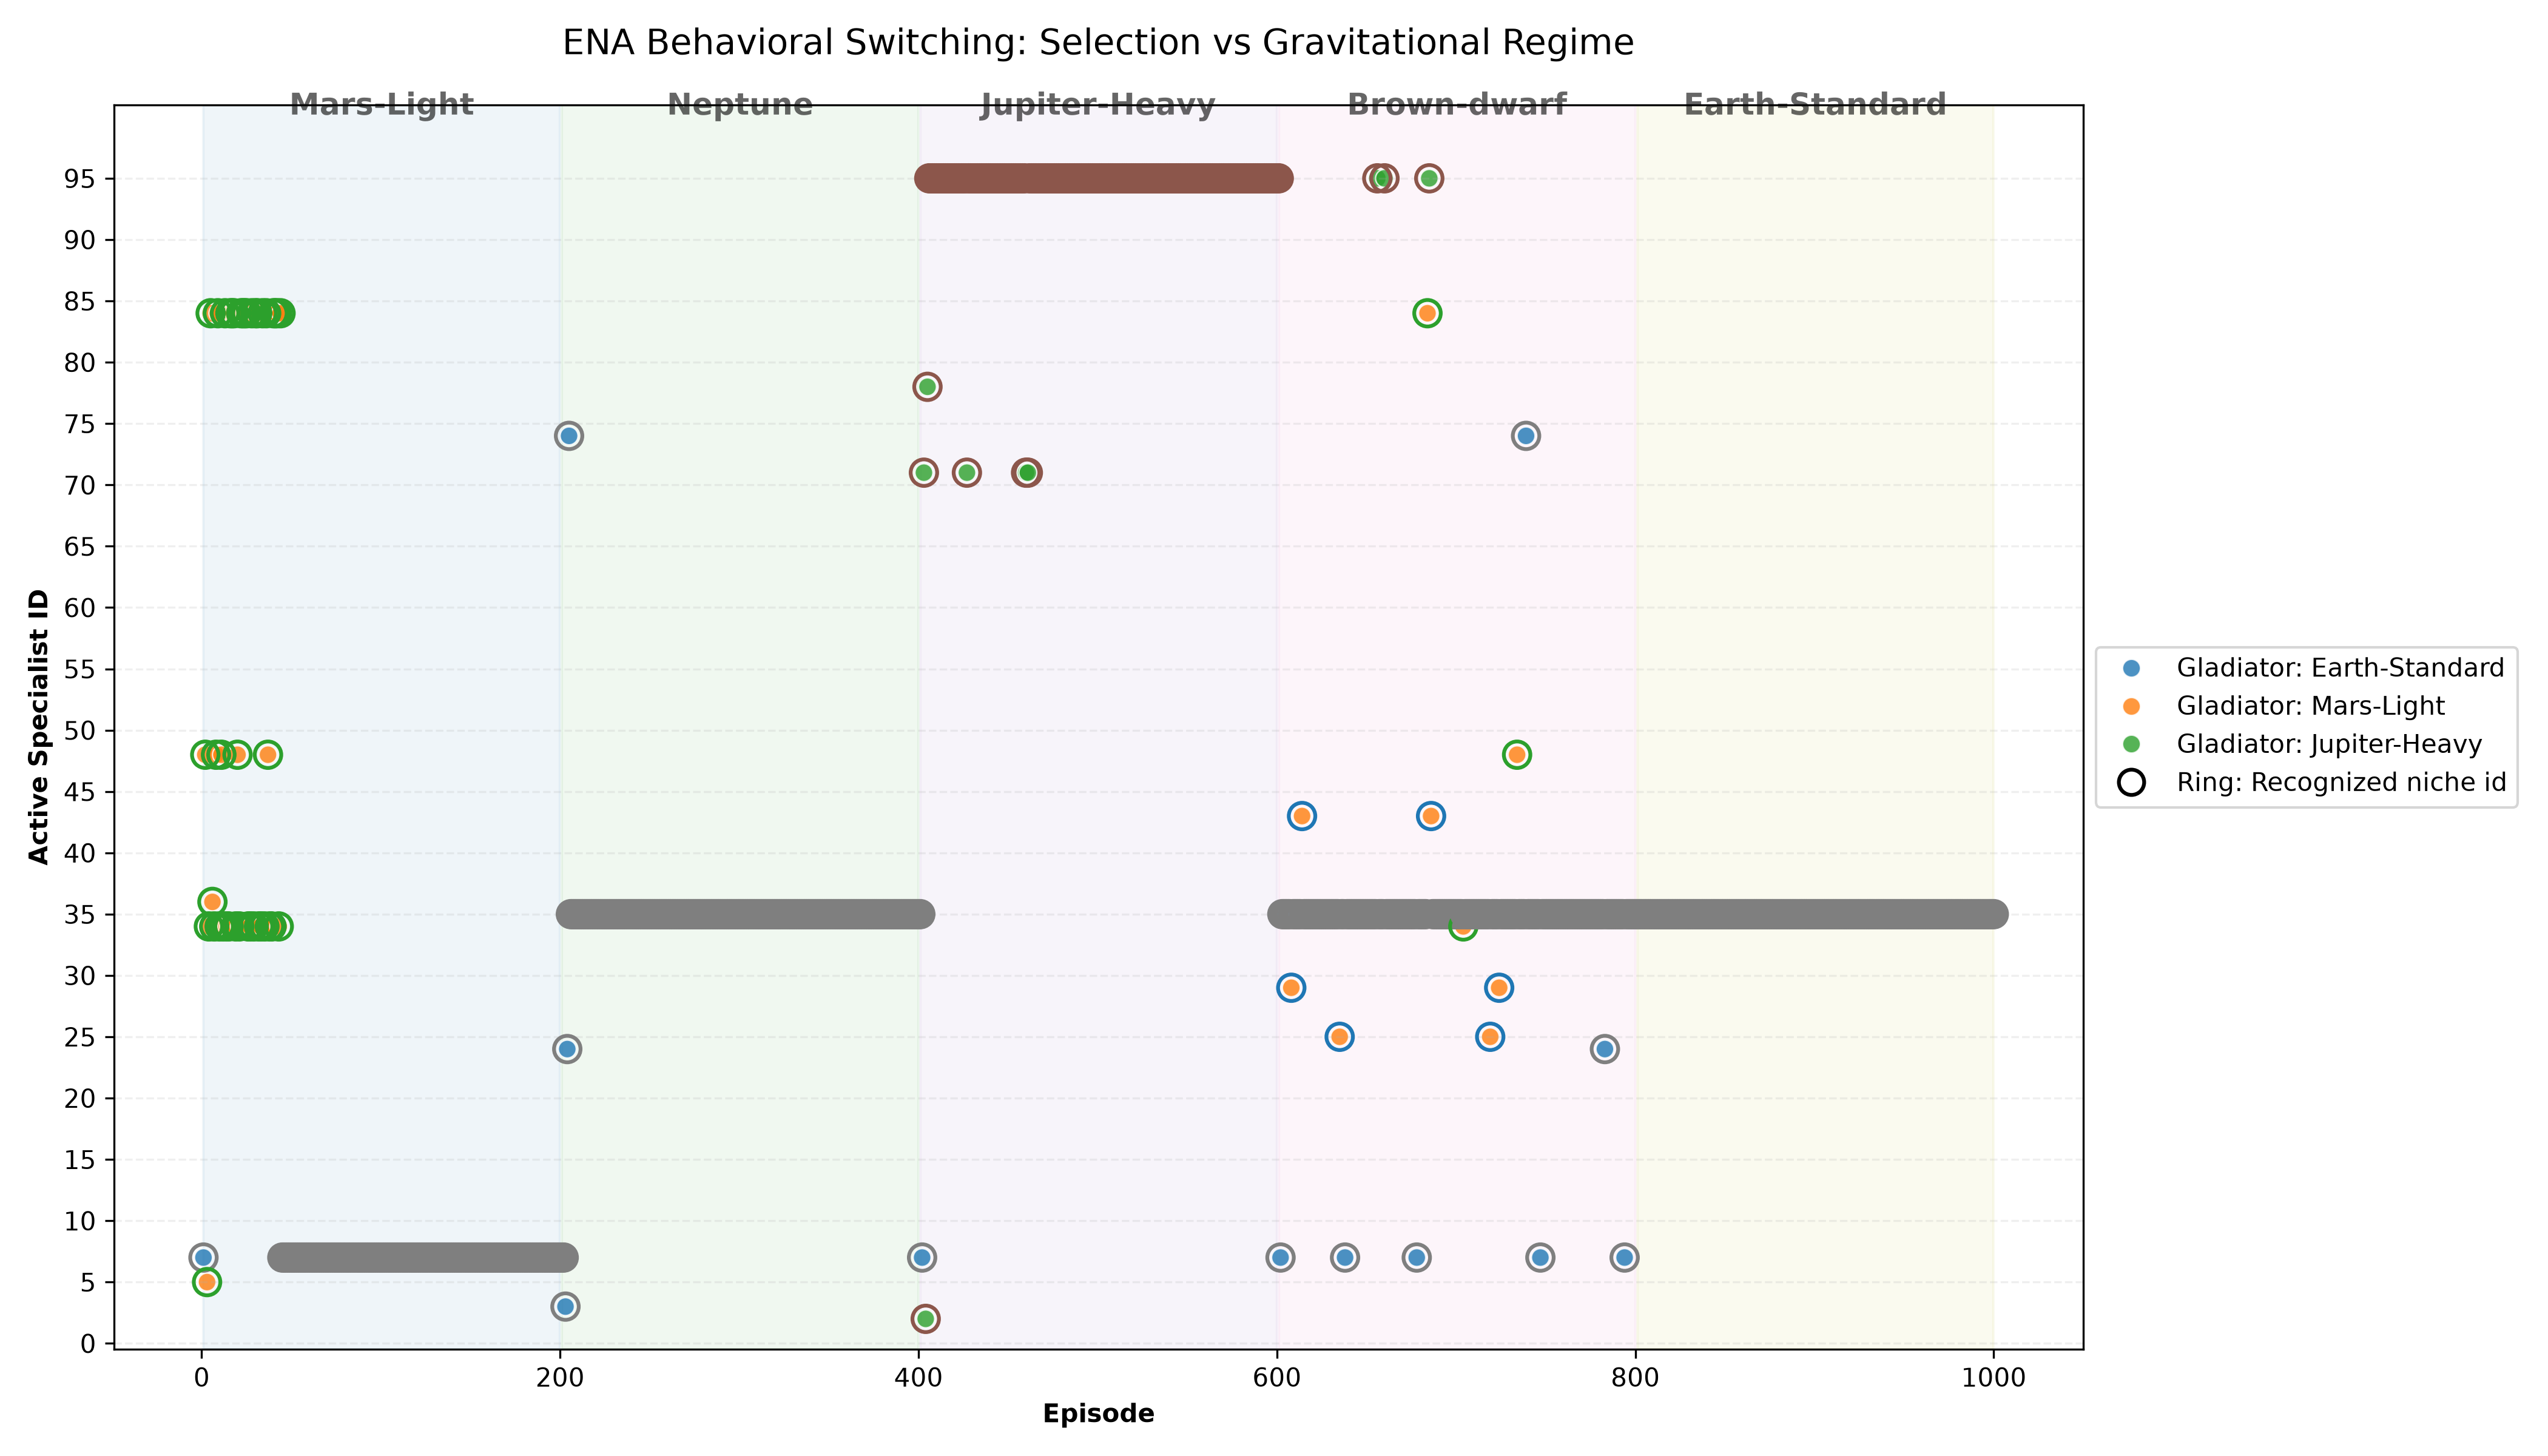 ENA Behavioral Switching: Selection vs Gravitational Regime
Mars-Light Neptune Jupiter-Heavy Brown-dwarf Earth-Standard
95
90
85
80
75
70
65
60
55
50
45
40
35
30
25
20
15
10
5
0
Active Specialist ID
0 200 400 600 800 1000
Episode
Gladiator: Earth-Standard
Gladiator: Mars-Light
Gladiator: Jupiter-Heavy
Ring: Recognized niche id